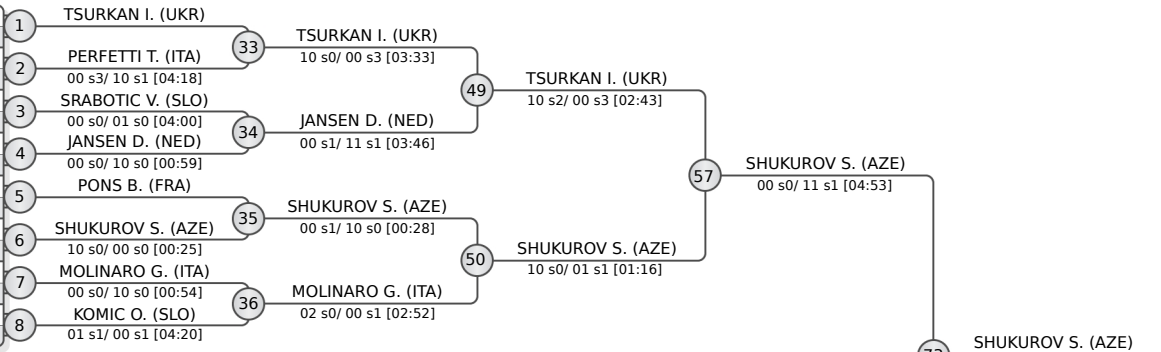 1
TSURKAN I. (UKR)
2
PERFETTI T. (ITA)
00 s3/ 10 s1 [04:18]
3
SRABOTIC V. (SLO)
00 s0/ 01 s0 [04:00]
4
JANSEN D. (NED)
00 s0/ 10 s0 [00:59]
5
PONS B. (FRA)
6
SHUKUROV S. (AZE)
10 s0/ 00 s0 [00:25]
7
MOLINARO G. (ITA)
00 s0/ 10 s0 [00:54]
8
KOMIC O. (SLO)
01 s1/ 00 s1 [04:20]
33
TSURKAN I. (UKR)
10 s0/ 00 s3 [03:33]
34
JANSEN D. (NED)
00 s1/ 11 s1 [03:46]
35
SHUKUROV S. (AZE)
00 s1/ 10 s0 [00:28]
36
MOLINARO G. (ITA)
02 s0/ 00 s1 [02:52]
49
TSURKAN I. (UKR)
10 s2/ 00 s3 [02:43]
50
SHUKUROV S. (AZE)
10 s0/ 01 s1 [01:16]
57
SHUKUROV S. (AZE)
00 s0/ 11 s1 [04:53]
SHUKUROV S. (AZE)